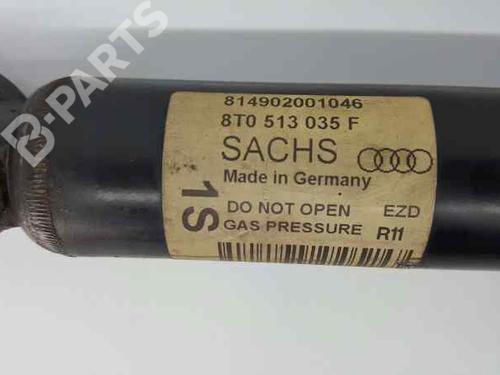 B-PARTS
814902001046
8T0 513 035 F
SACHS
Made in Germany
1S
DO NOT OPEN EZD
GAS PRESSURE R11